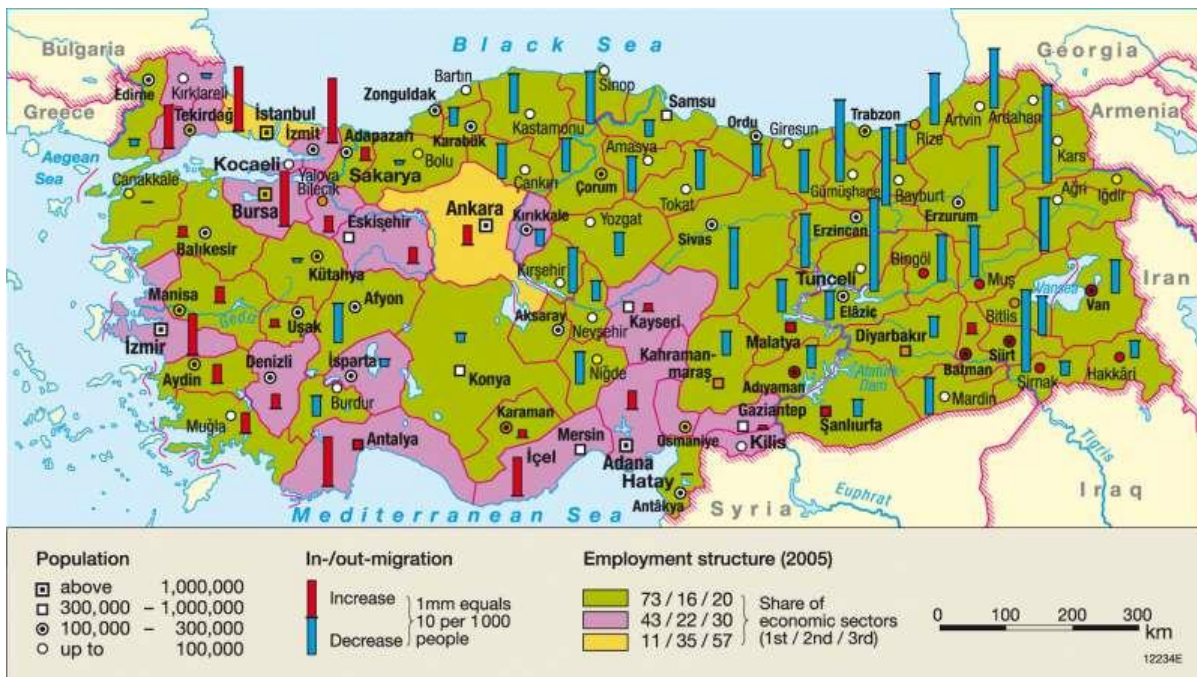 Bulgaria
Black Sea
Georgia
Greece
Armenia
Aegean
Sea
Edirne
Kırklareli
Tekirdağ
İstanbul
İzmit
Kocaeli
Adapazarı
Sakarya
Zonguldak
Bartın
Karabük
Bolu
Kastamonu
Sinop
Samsu
Amasya
Ordu
Giresun
Trabzon
Rize
Artvin
Ardahan
Kars
Çanakkale
Yalova
Bilecik
Bursa
Eskişehir
Ankara
Çankırı
Kırıkkale
Çorum
Tokat
Yozgat
Sivas
Gümüşhane
Bayburt
Erzincan
Erzurum
Ağrı
Iğdır
Balıkesir
Kütahya
Kırşehir
Tunceli
Bingöl
Muş
Iran
Manisa
Gediz
Uşak
Afyon
Aksaray
Nevşehir
Kayseri
Malatya
Elâzığ
Diyarbakır
Bitlis
Vansea
Van
İzmir
Aydın
Denizli
Isparta
Burdur
Konya
Niğde
Kahraman-
maraş
Adıyaman
Atatürk
Dam
Batman
Siirt
Sirnak
Hakkâri
Muğla
Antalya
Karaman
Mersin
İçel
Adana
Osmaniye
Gaziantep
Kilis
Şanlıurfa
Mardin
Hatay
Antâkya
Mediterranean Sea
Syria
Euphrat
Tigris
Iraq
Population
above 1,000,000
300,000 – 1,000,000
100,000 – 300,000
up to 100,000
In-/out-migration
Increase
Decrease
1mm equals
10 per 1000
people
Employment structure (2005)
73 / 16 / 20
43 / 22 / 30
11 / 35 / 57
Share of
economic sectors
(1st / 2nd / 3rd)
0 100 200 300
km
12234E